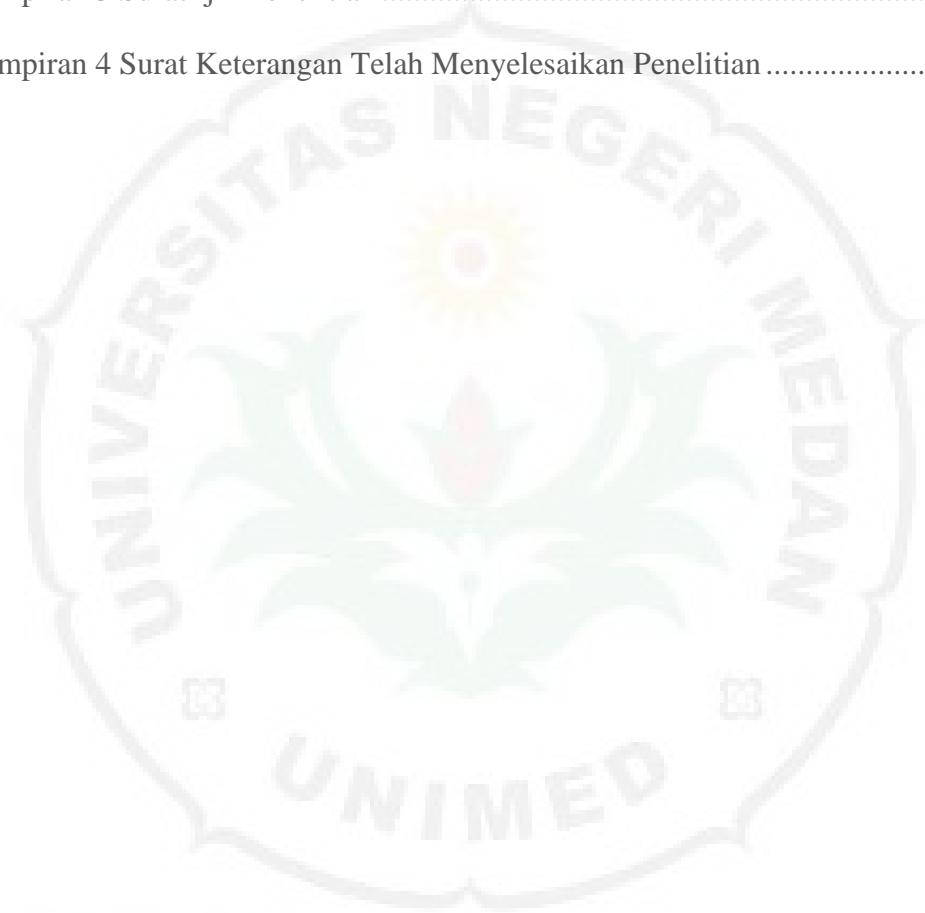 mpiran 4 Surat Keterangan Telah Menyelesaikan Penelitian ....................
UNIVERSITAS NEGERI MEDAN
UNIMED